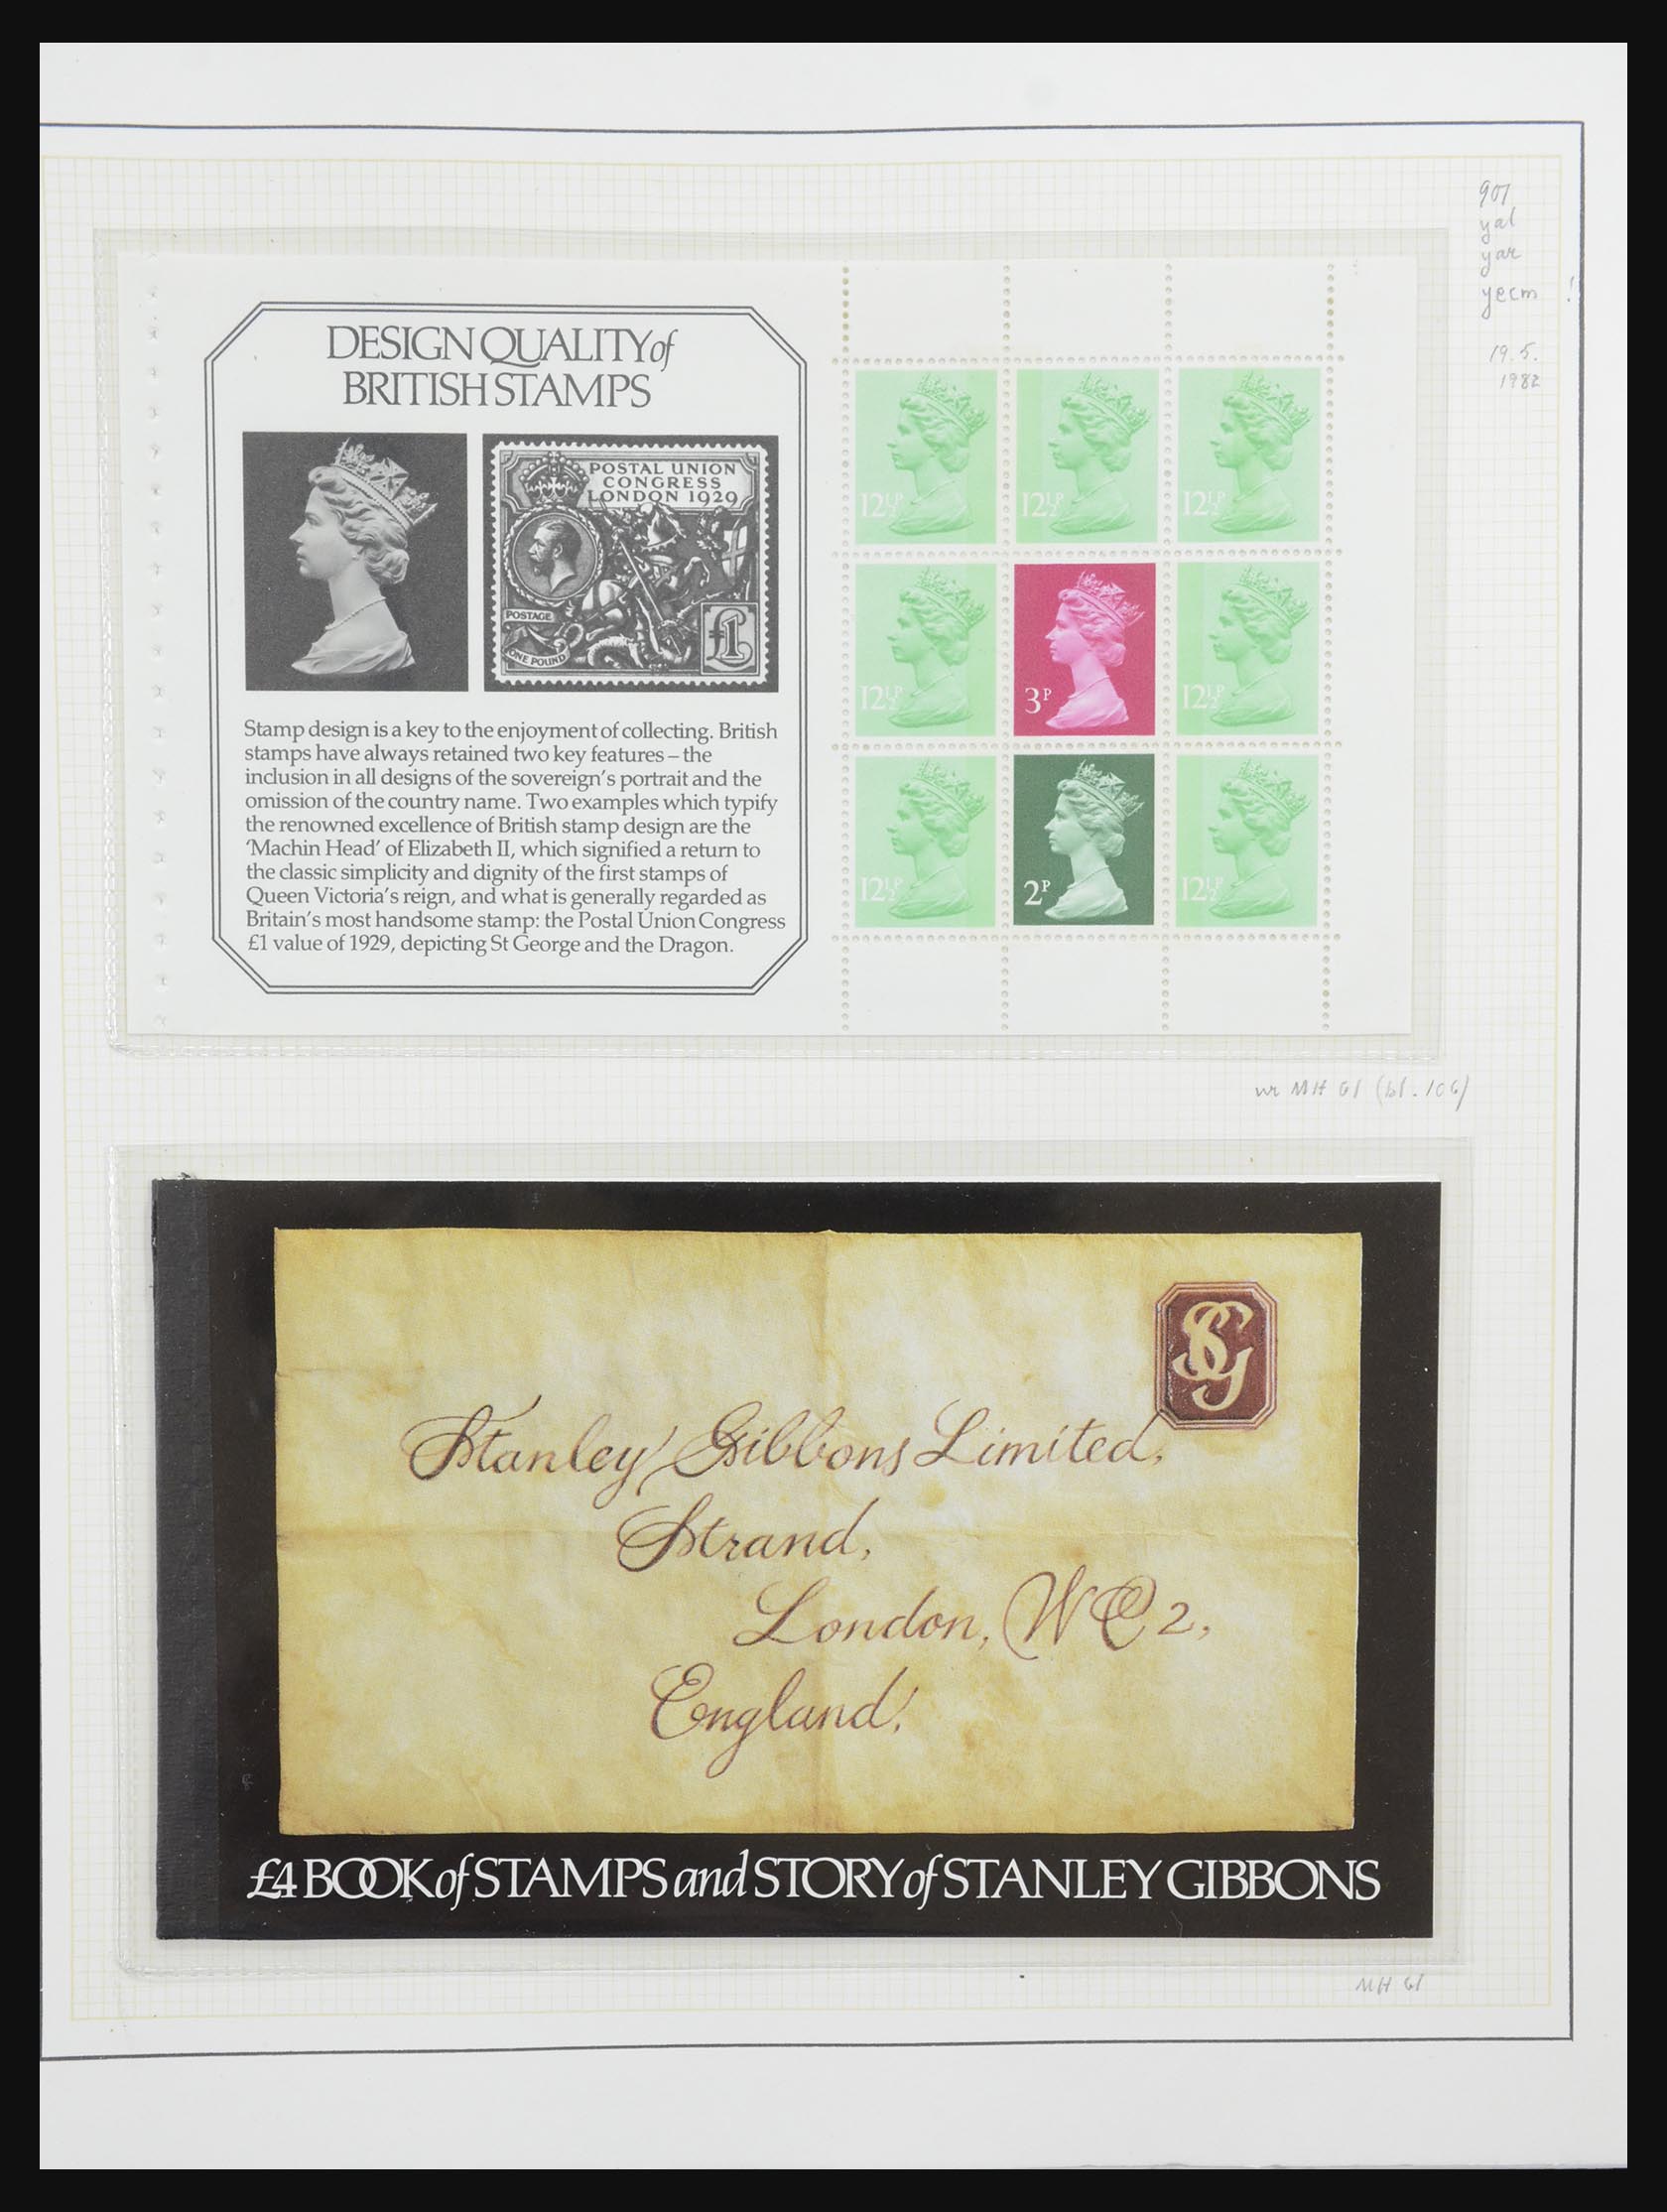 DESIGN QUALITY of
BRITISH STAMPS
POSTAL UNION
CONGRESS
LONDON 1929
POSTAGE
ONE POUND
£1
Stamp design is a key to the enjoyment of collecting. British
stamps have always retained two key features – the
inclusion in all designs of the sovereign's portrait and the
omission of the country name. Two examples which typify
the renowned excellence of British stamp design are the
'Machin Head' of Elizabeth II, which signified a return to
the classic simplicity and dignity of the first stamps of
Queen Victoria's reign, and what is generally regarded as
Britain's most handsome stamp: the Postal Union Congress
£1 value of 1929, depicting St George and the Dragon.
12½P 12½P 12½P
12½P 3P 12½P
12½P 2P 12½P
yal
yar
yecm !
19.5.
1982
MH 61 (bl. 106)
SG
Stanley Gibbons Limited,
Strand,
London, WC2,
England.
£4 BOOK of STAMPS and STORY of STANLEY GIBBONS
MH 61